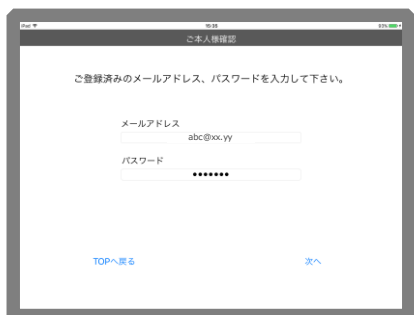 iPad
ご本人様確認
ご登録済みのメールアドレス、パスワードを入力して下さい。
メールアドレス
abc@xx.yy
パスワード
●●●●●●●
TOPへ戻る
次へ